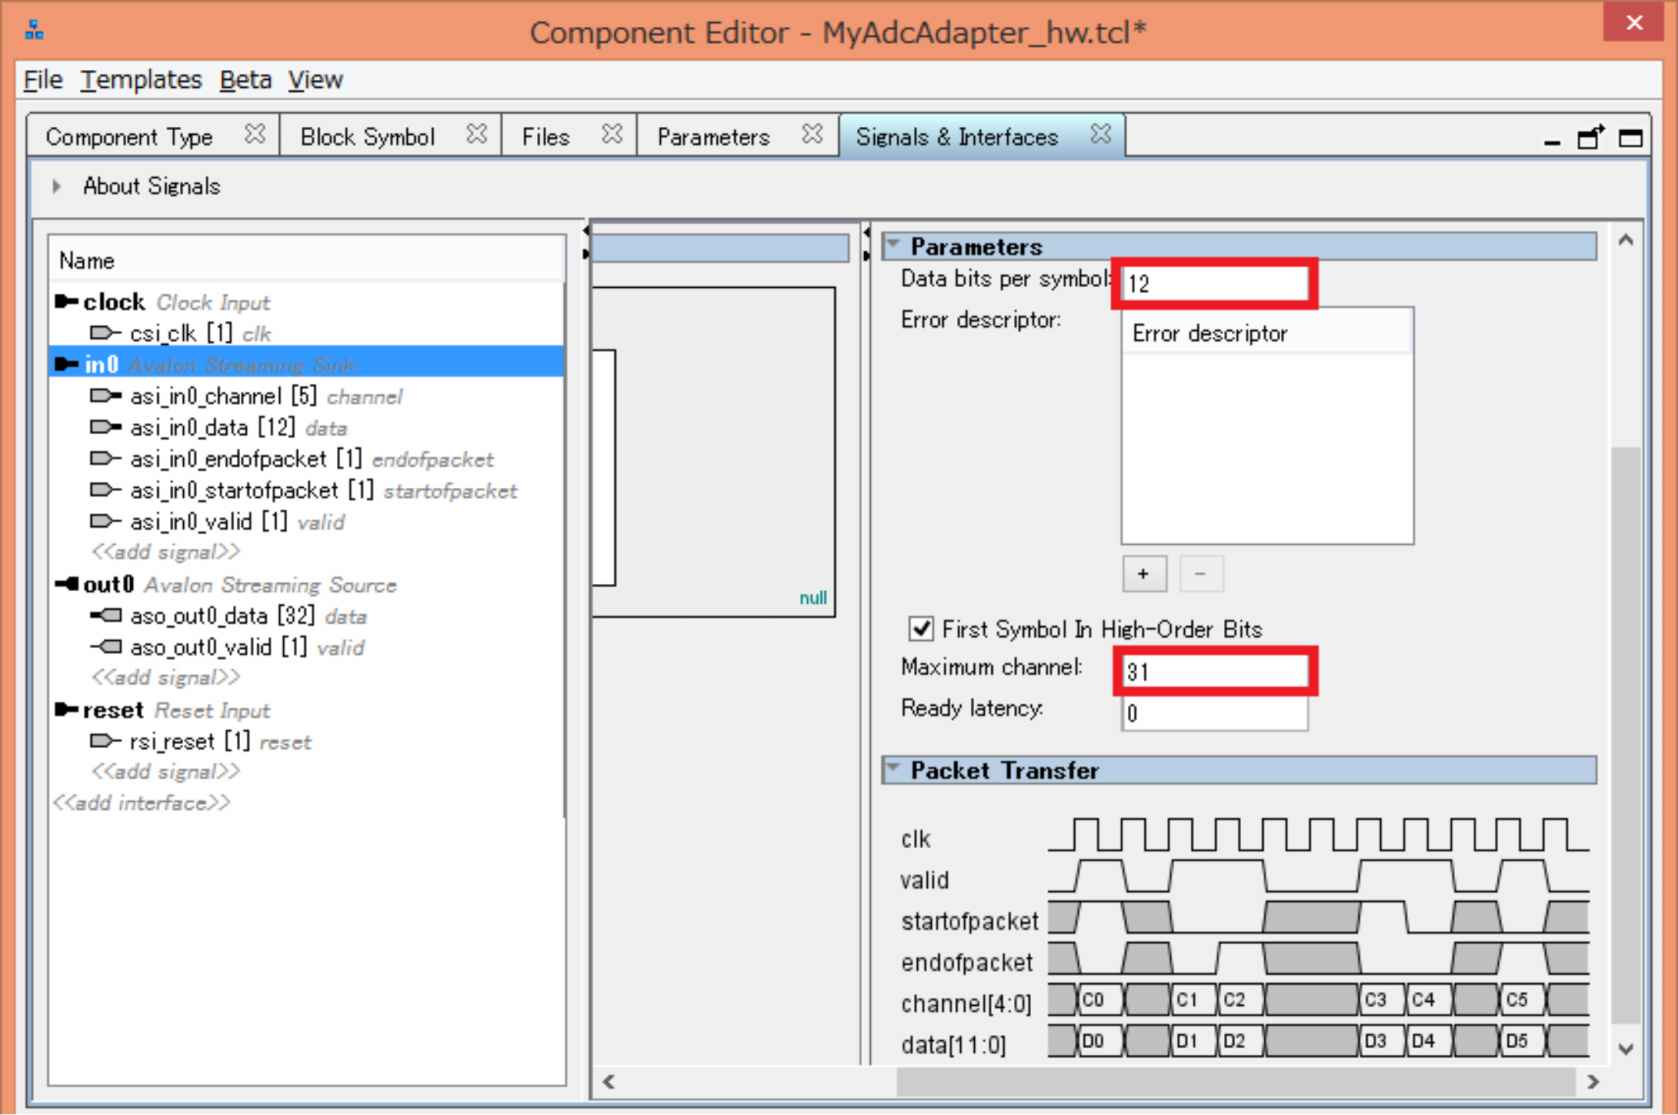 Component Editor - MyAdcAdapter_hw.tcl*
File Templates Beta View
Component Type Block Symbol Files Parameters Signals & Interfaces
About Signals
Name
clock Clock Input
csi_clk [1] clk
in0 Avalon Streaming Sink
asi_in0_channel [5] channel
asi_in0_data [12] data
asi_in0_endofpacket [1] endofpacket
asi_in0_startofpacket [1] startofpacket
asi_in0_valid [1] valid
<<add signal>>
out0 Avalon Streaming Source
aso_out0_data [32] data
aso_out0_valid [1] valid
<<add signal>>
reset Reset Input
rsi_reset [1] reset
<<add signal>>
<<add interface>>
null
Parameters
Data bits per symbol: 12
Error descriptor:
Error descriptor
+ -
First Symbol In High-Order Bits
Maximum channel: 31
Ready latency: 0
Packet Transfer
clk
valid
startofpacket
endofpacket
channel[4:0] C0 C1 C2 C3 C4 C5
data[11:0] D0 D1 D2 D3 D4 D5